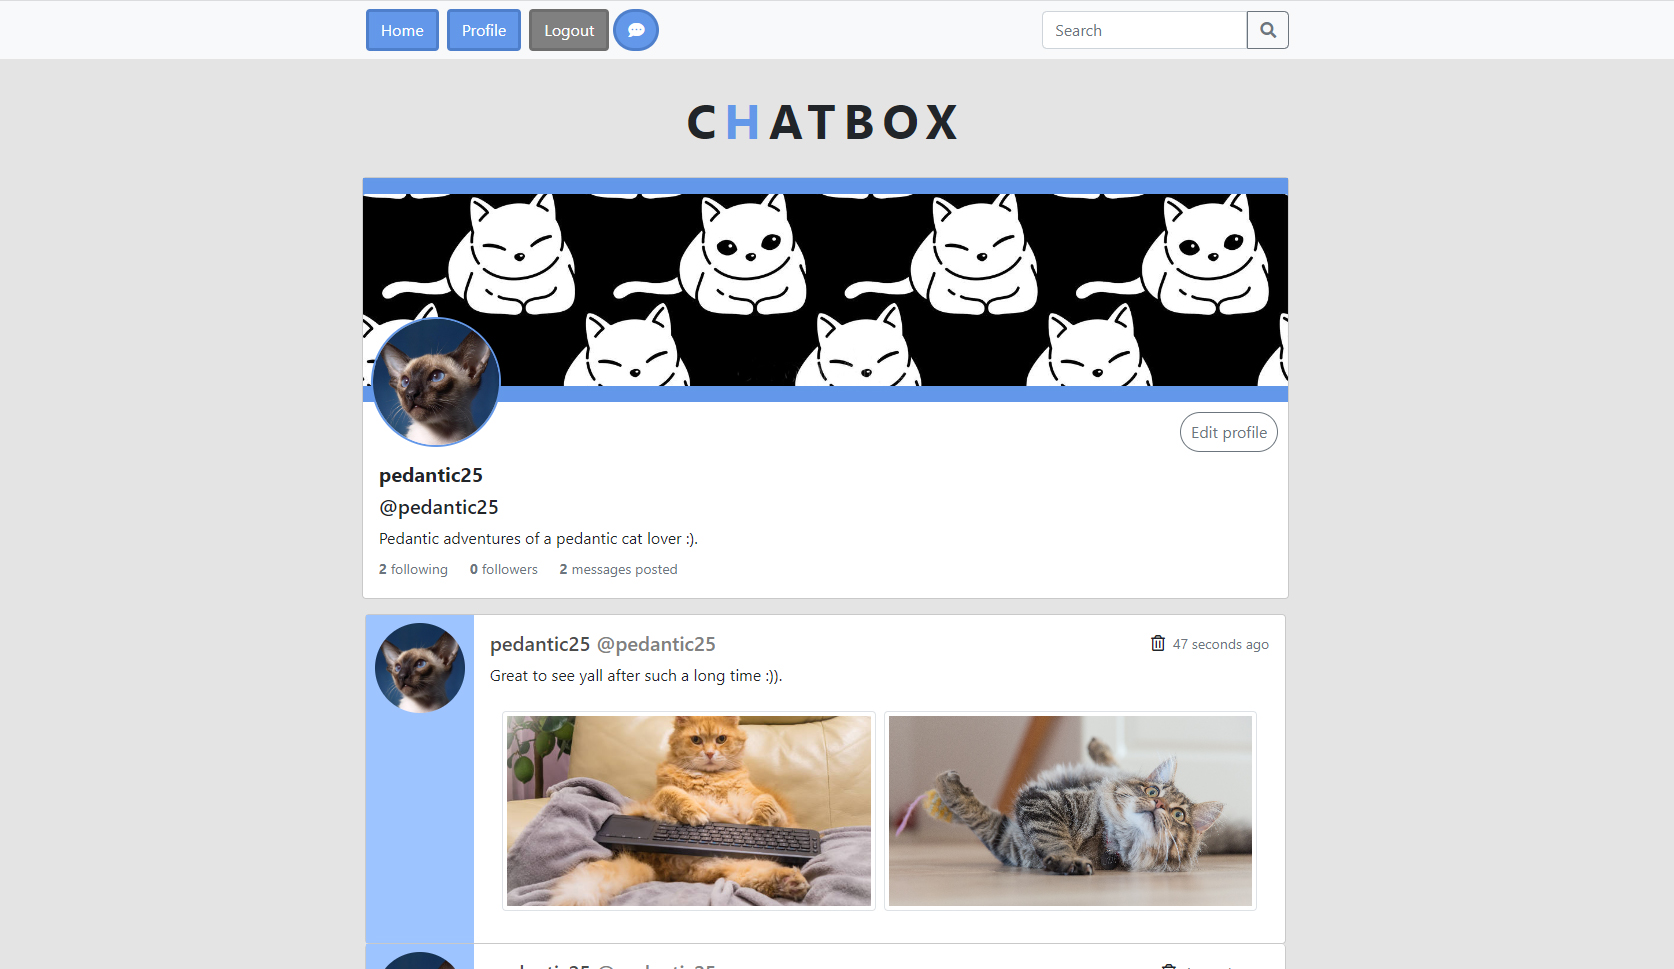 Home Profile Logout Search
CHATBOX
Edit profile
pedantic25
@pedantic25
Pedantic adventures of a pedantic cat lover :).
2 following 0 followers 2 messages posted
pedantic25 @pedantic25 47 seconds ago
Great to see yall after such a long time :)).